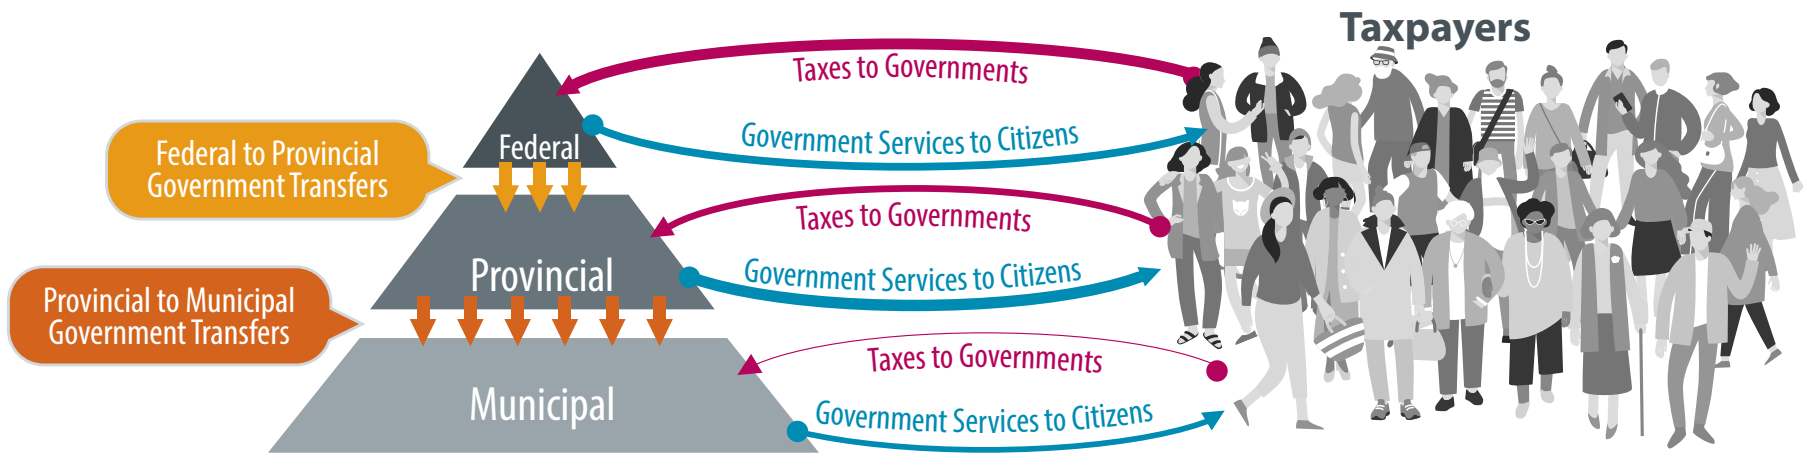 Taxpayers
Taxes to Governments
Government Services to Citizens
Federal
Federal to Provincial
Government Transfers
Taxes to Governments
Government Services to Citizens
Provincial
Provincial to Municipal
Government Transfers
Taxes to Governments
Government Services to Citizens
Municipal